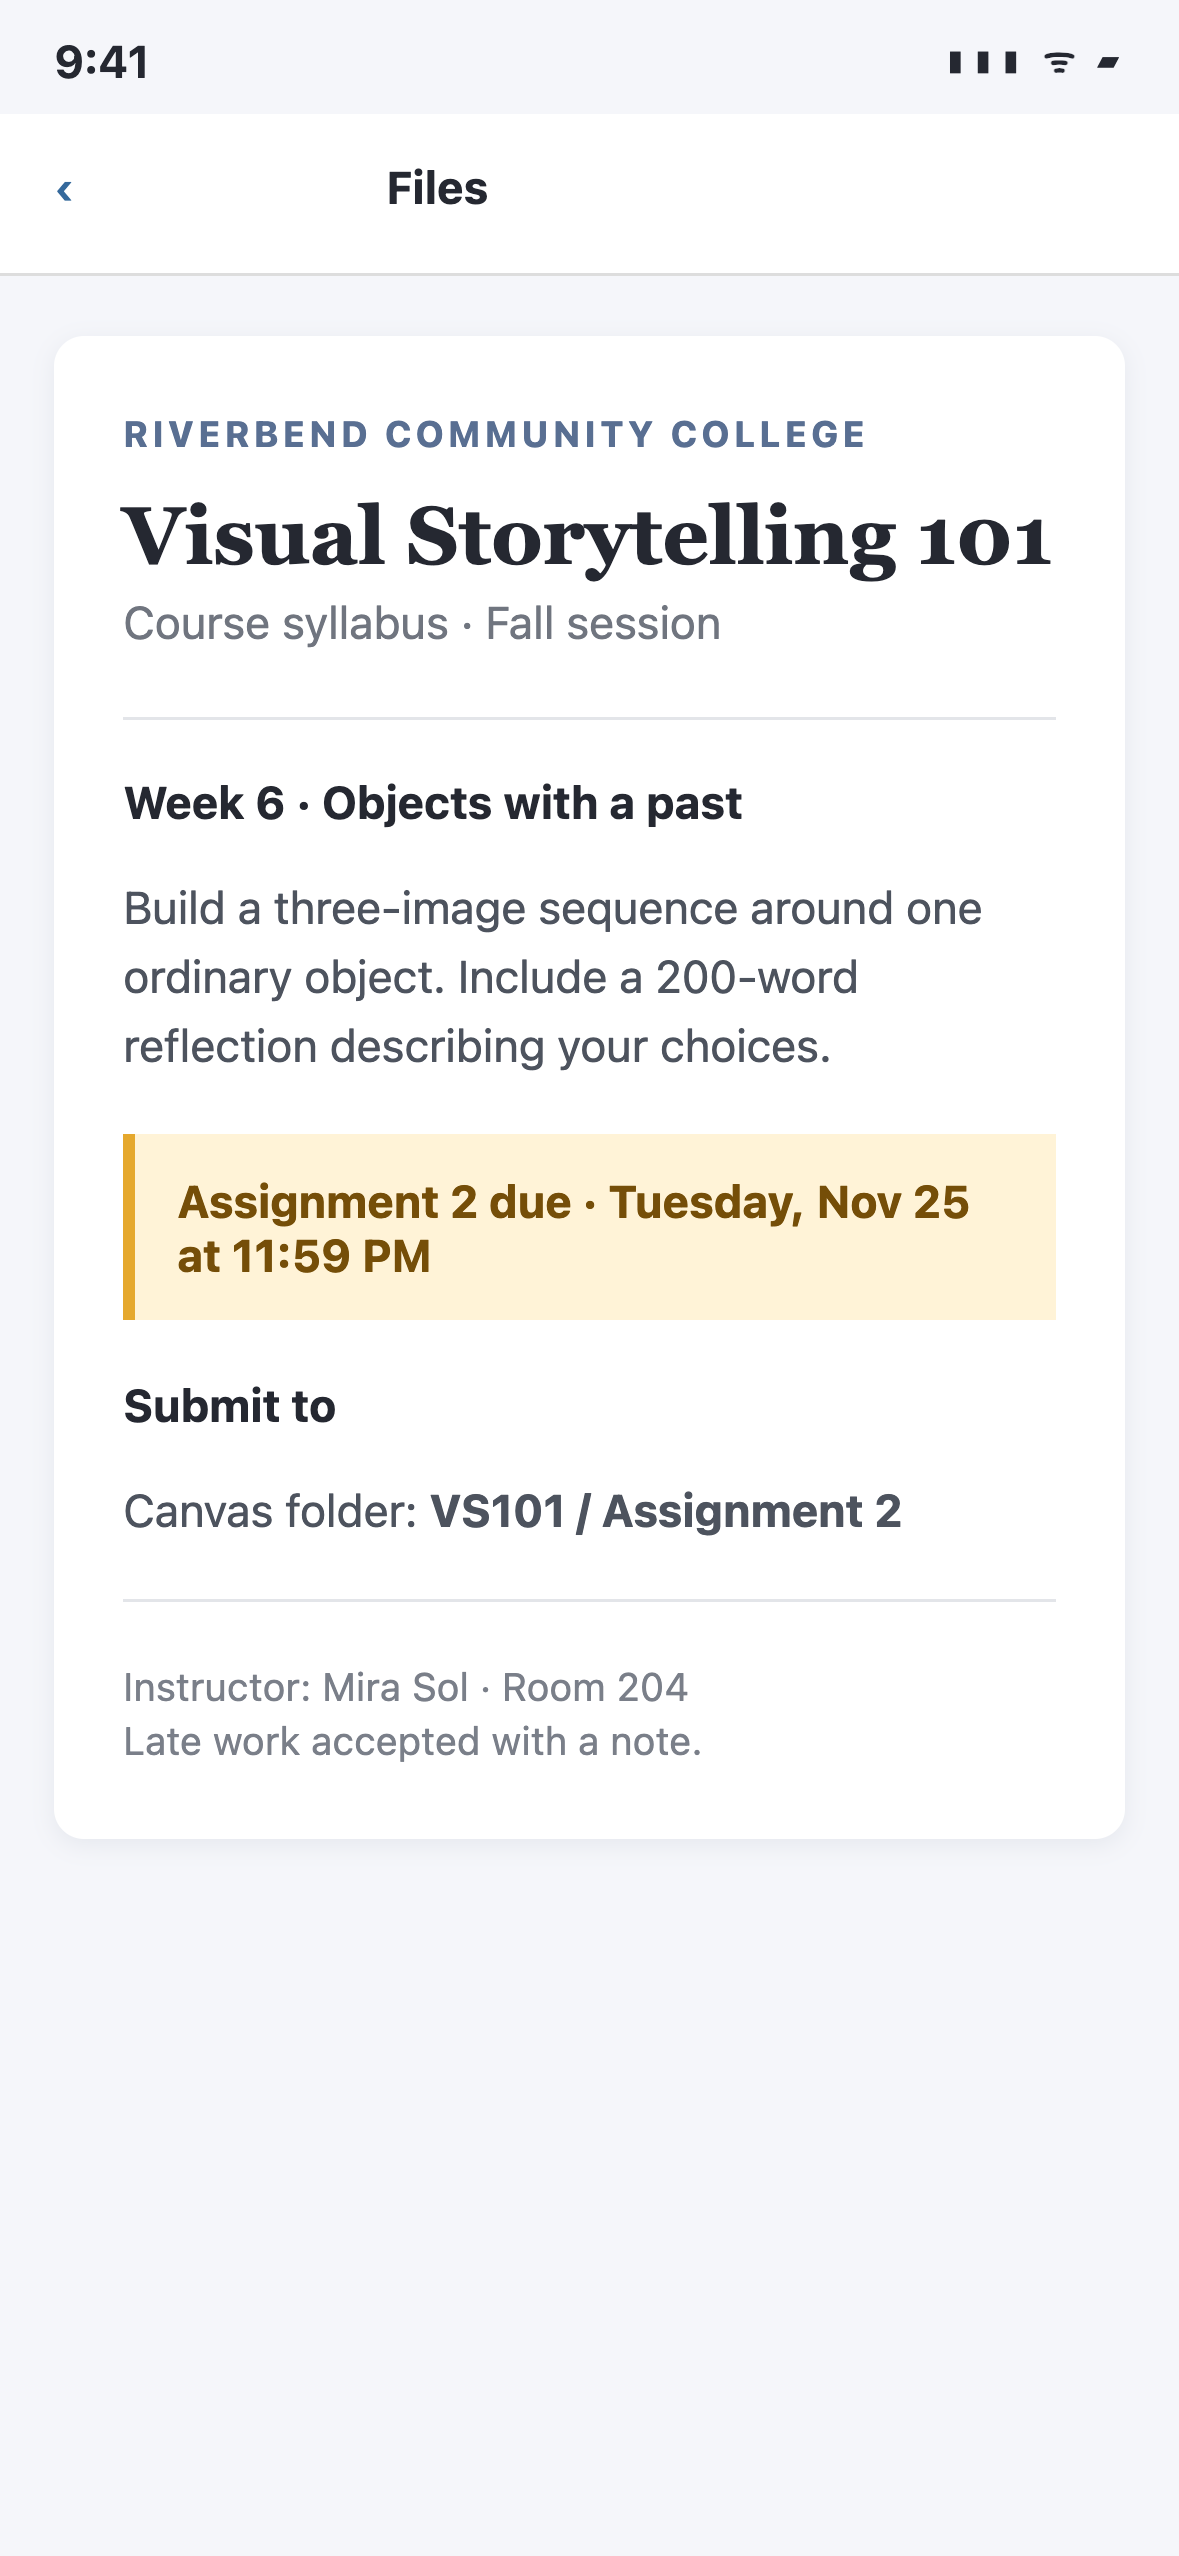 9:41
Files
RIVERBEND COMMUNITY COLLEGE
Visual Storytelling 101
Course syllabus · Fall session
Week 6 · Objects with a past
Build a three-image sequence around one
ordinary object. Include a 200-word
reflection describing your choices.
Assignment 2 due · Tuesday, Nov 25
at 11:59 PM
Submit to
Canvas folder: VS101 / Assignment 2
Instructor: Mira Sol · Room 204
Late work accepted with a note.